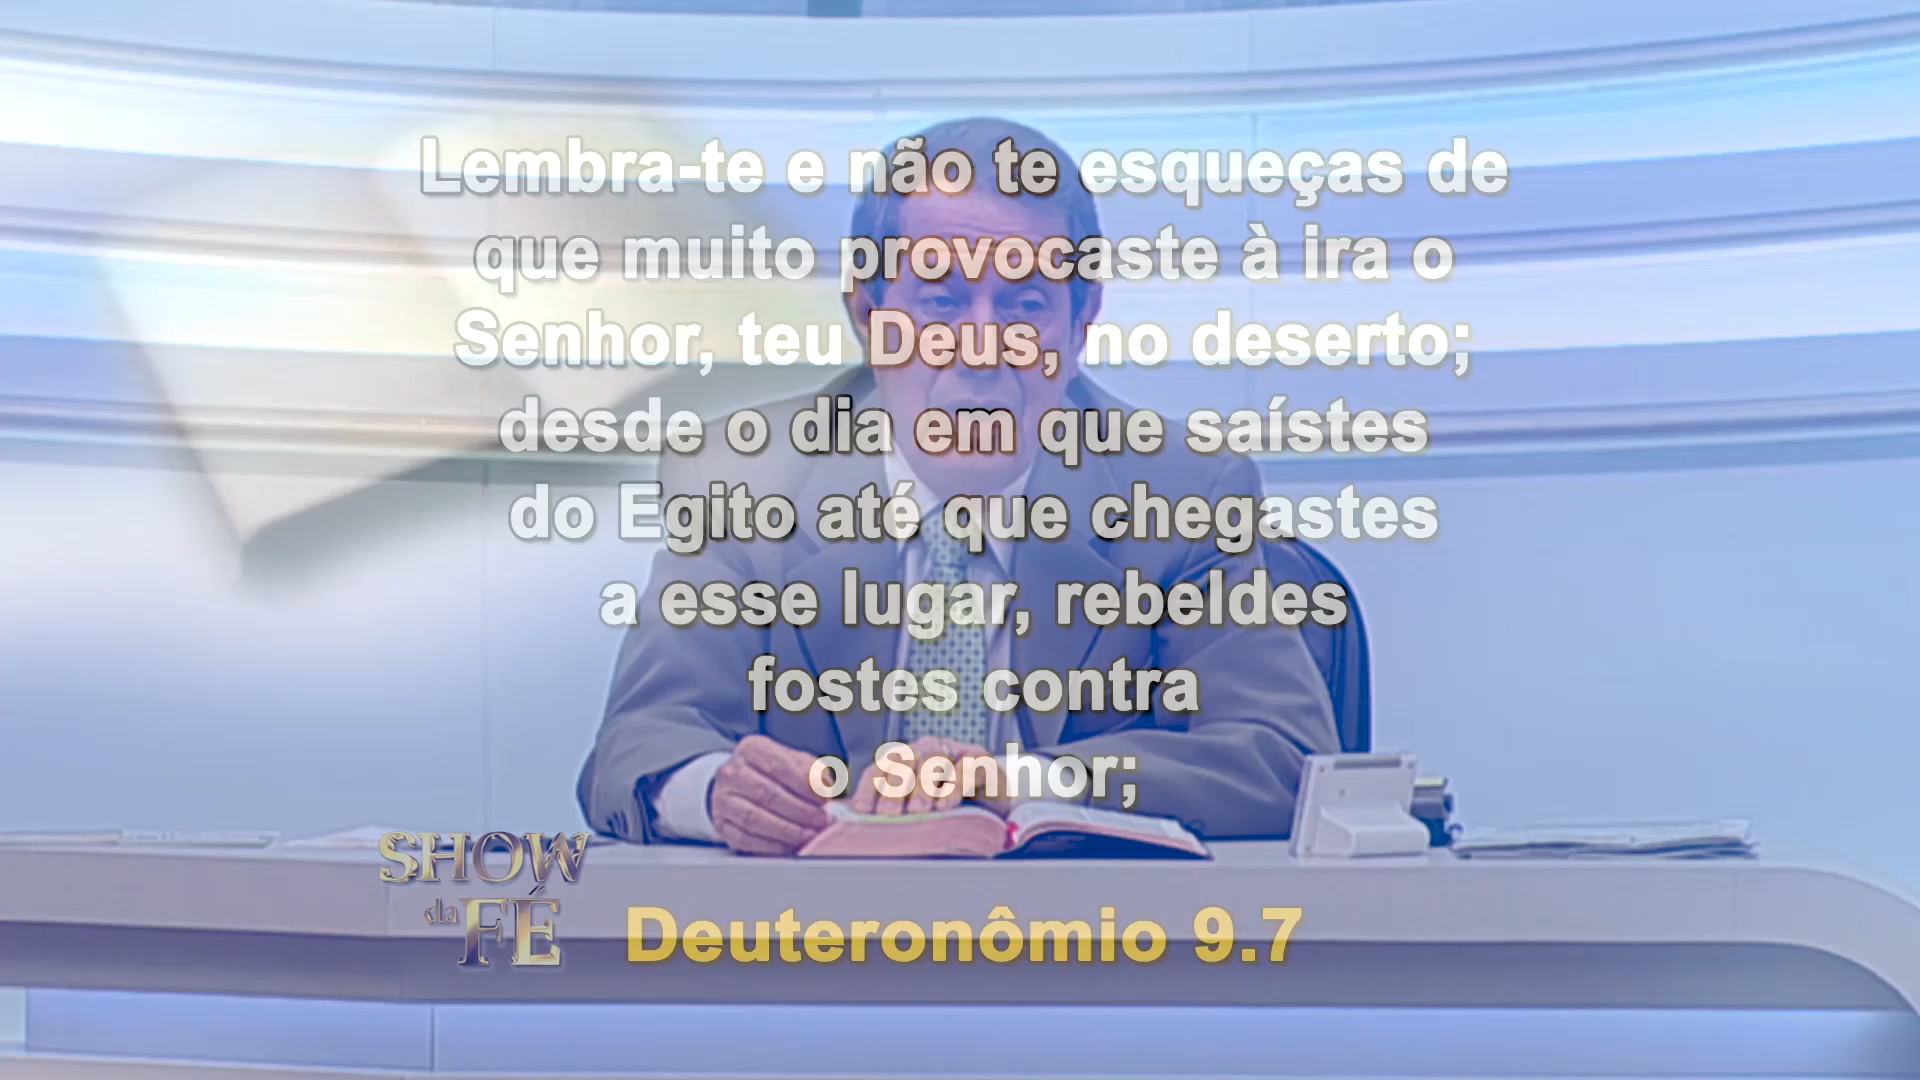 Lembra-te e não te esqueças de
que muito provocaste à ira o
Senhor, teu Deus, no deserto;
desde o dia em que saístes
do Egito até que chegastes
a esse lugar, rebeldes
fostes contra
o Senhor;
SHOW
da FÉ
Deuteronômio 9.7